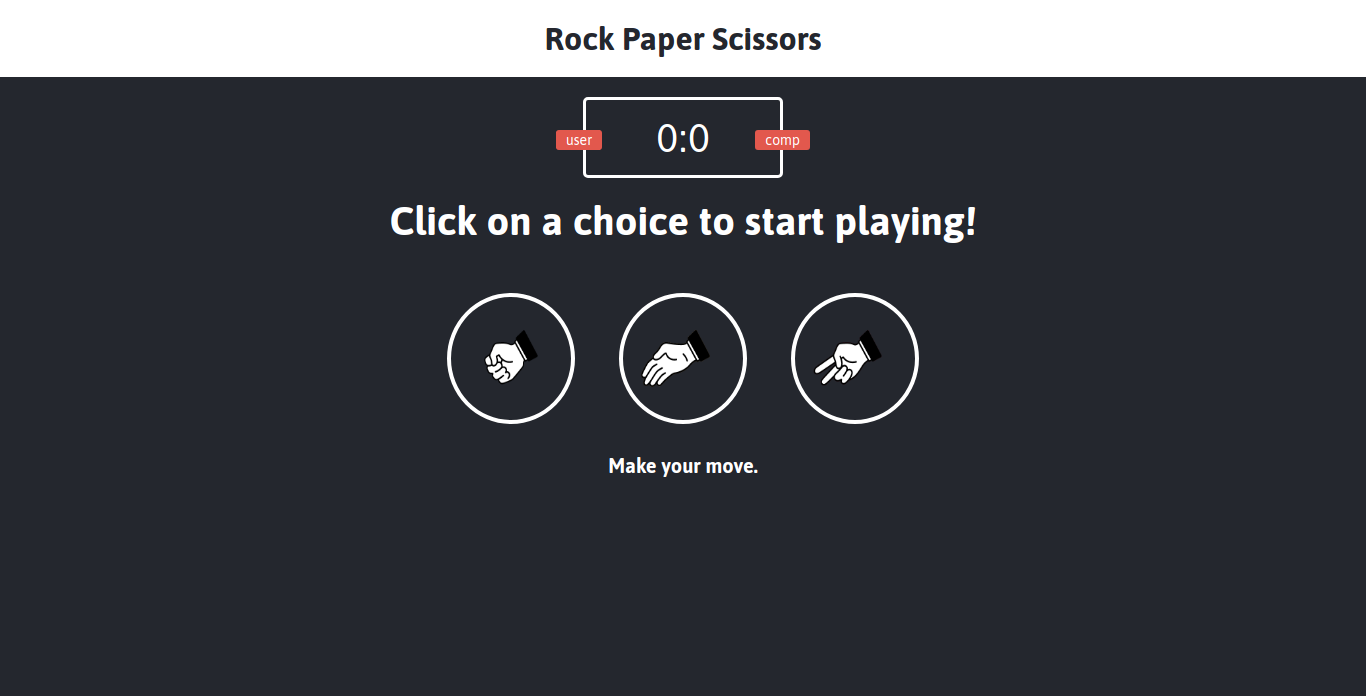 Rock Paper Scissors
user 0:0 comp
Click on a choice to start playing!
Make your move.